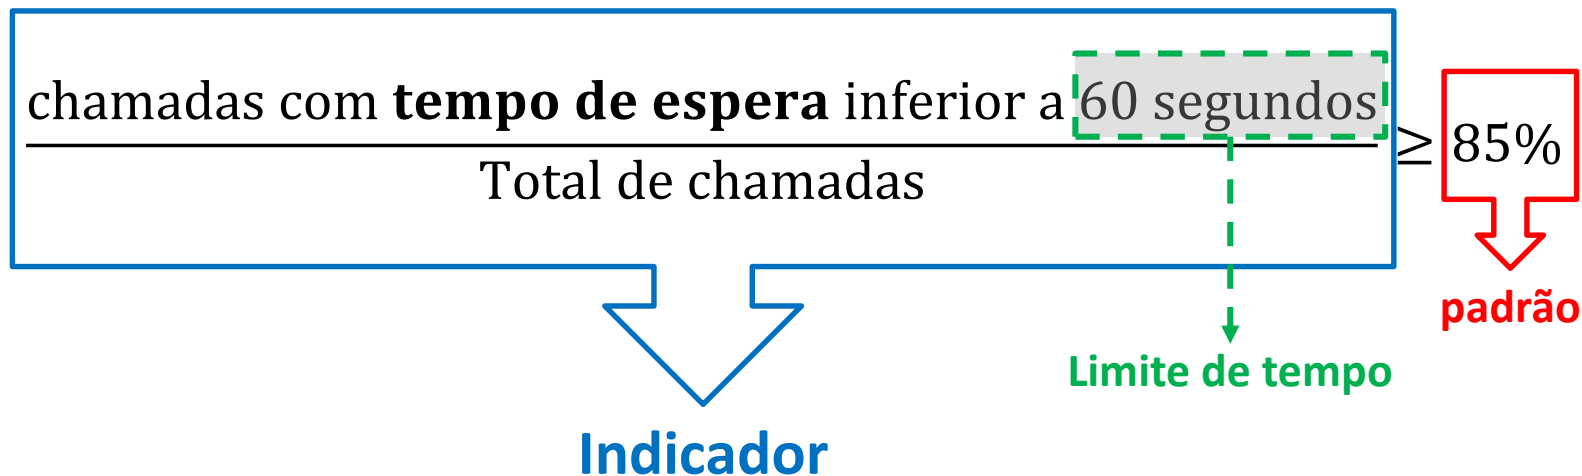 chamadas com tempo de espera inferior a 60 segundos
Total de chamadas
≥ 85%
padrão
Limite de tempo
Indicador